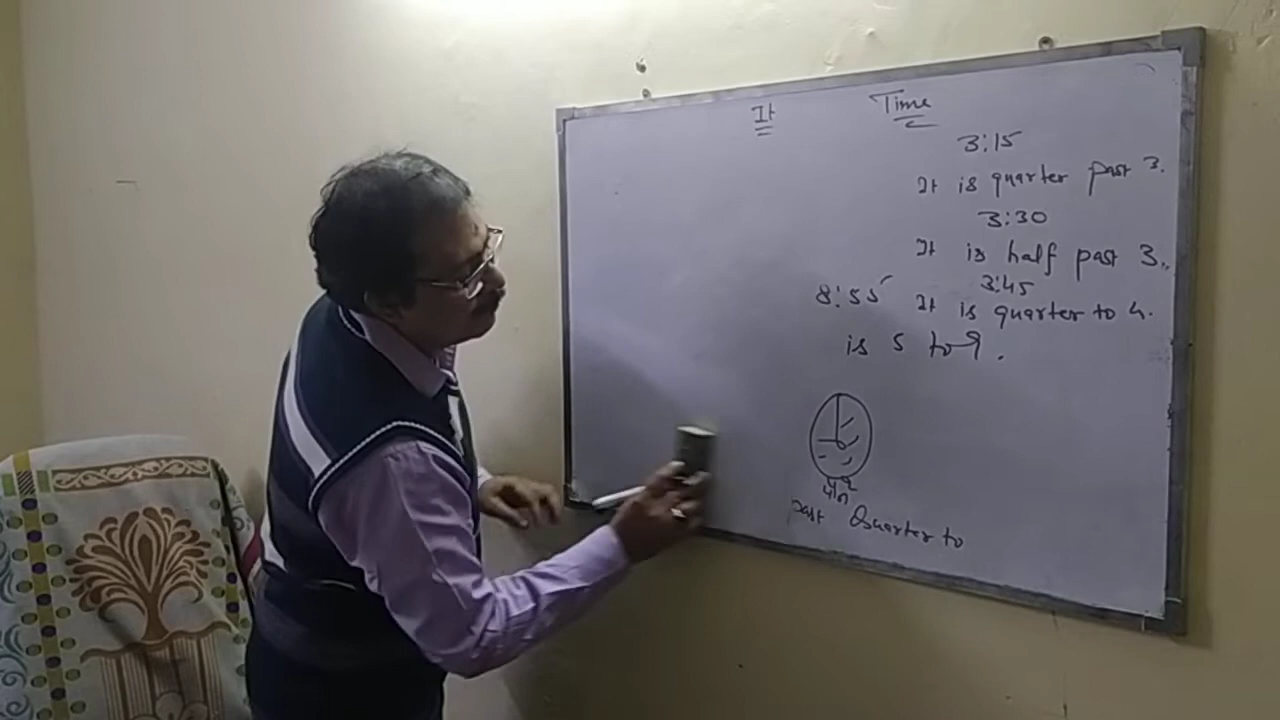 It Time
3:15
It is quarter past 3.
3:30
It is half past 3.
3:45
8:55 It is quarter to 4.
is 5 to 9.
past Quarter to